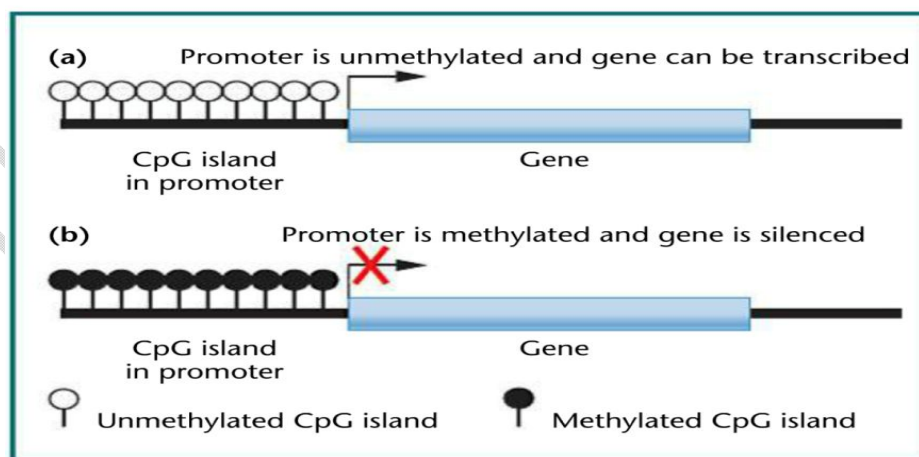 (a) Promoter is unmethylated and gene can be transcribed
CpG island
in promoter
Gene
(b) Promoter is methylated and gene is silenced
CpG island
in promoter
Gene
Unmethylated CpG island
Methylated CpG island